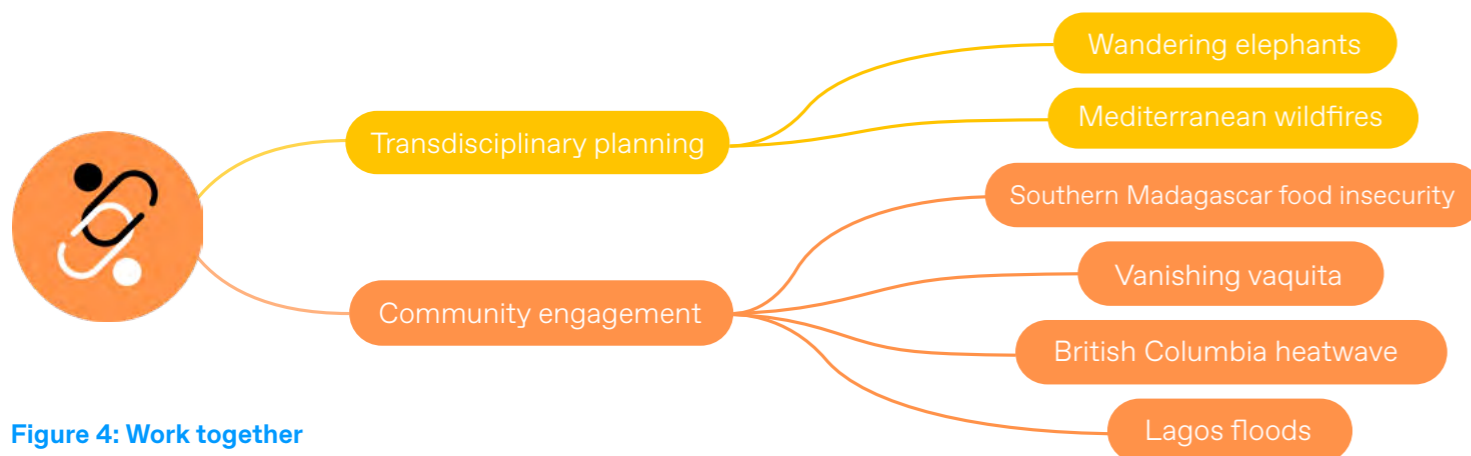 Wandering elephants
Mediterranean wildfires
Transdisciplinary planning
Southern Madagascar food insecurity
Vanishing vaquita
Community engagement
British Columbia heatwave
Lagos floods
Figure 4: Work together